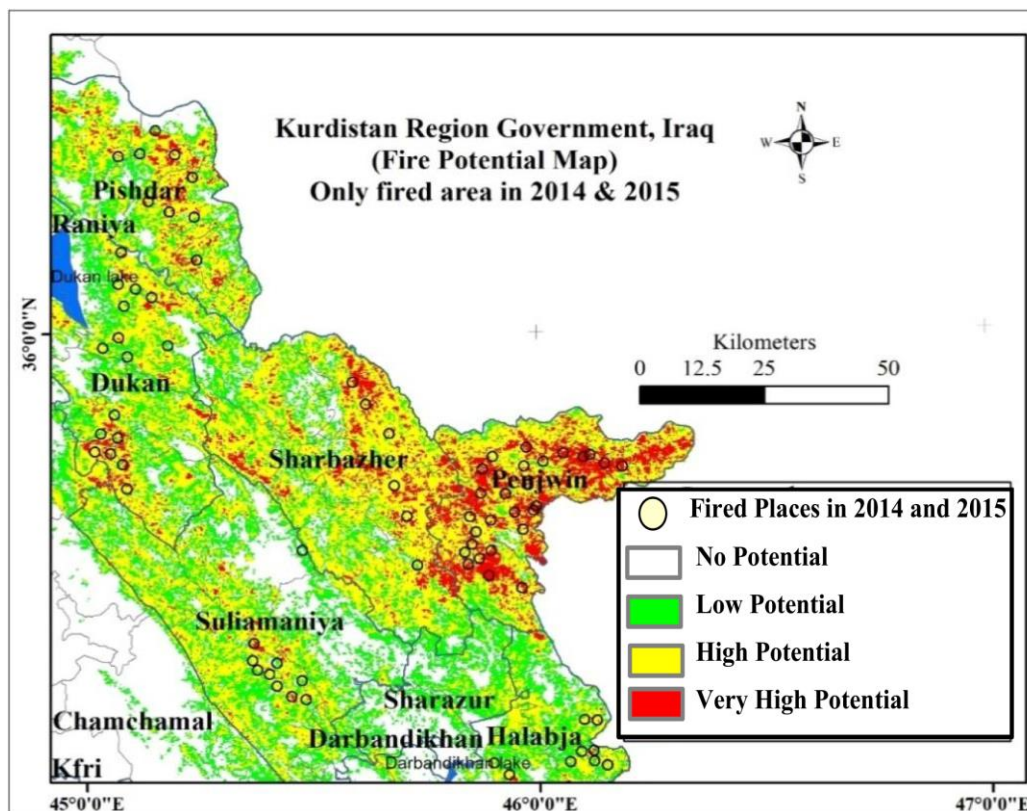 Kurdistan Region Government, Iraq
(Fire Potential Map)
Only fired area in 2014 & 2015
N
W
E
S
Pishdar
Raniya
Dukan lake
36°0'0"N
Kilometers
0 12.5 25 50
Dukan
Sharbazher
Penjwin
Fired Places in 2014 and 2015
No Potential
Low Potential
High Potential
Very High Potential
Suliamaniya
Sharazur
Chamchamal
Darbandikhan
Halabja
Kfri
45°0'0"E
46°0'0"E
47°0'0"E